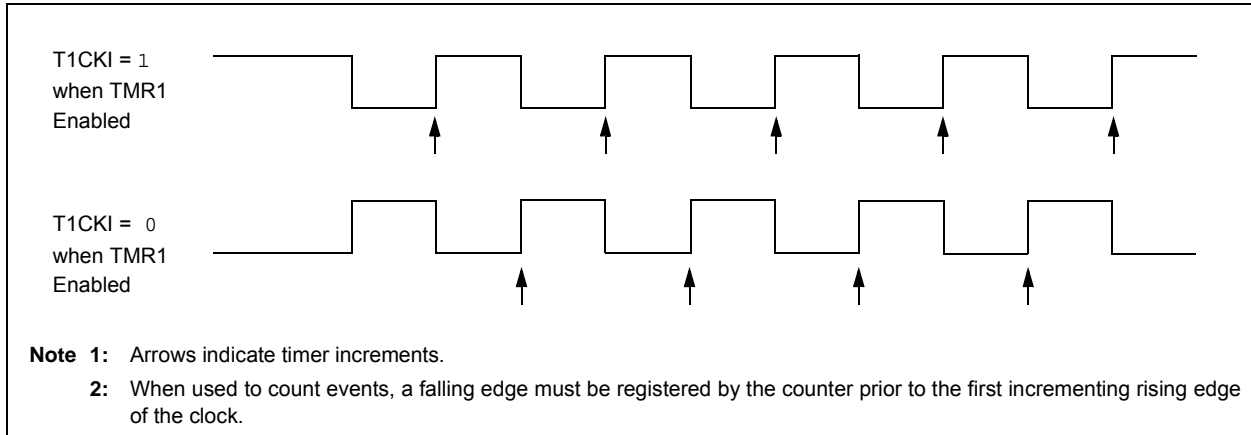 T1CKI = 1
when TMR1
Enabled
T1CKI = 0
when TMR1
Enabled
Note 1: Arrows indicate timer increments.
2: When used to count events, a falling edge must be registered by the counter prior to the first incrementing rising edge
of the clock.